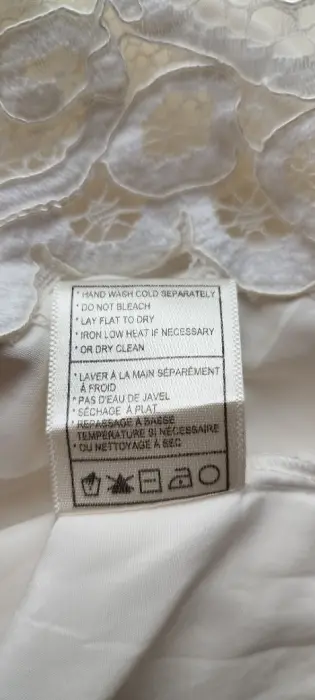 * HAND WASH COLD SEPARATELY
* DO NOT BLEACH
* LAY FLAT TO DRY
* IRON LOW HEAT IF NECESSARY
* OR DRY CLEAN
* LAVER À LA MAIN SÉPARÉMENT
À FROID
* PAS D'EAU DE JAVEL
* SÉCHAGE À PLAT
* REPASSAGE À BASSE
TEMPÉRATURE SI NÉCESSAIRE
* OU NETTOYAGE À SEC